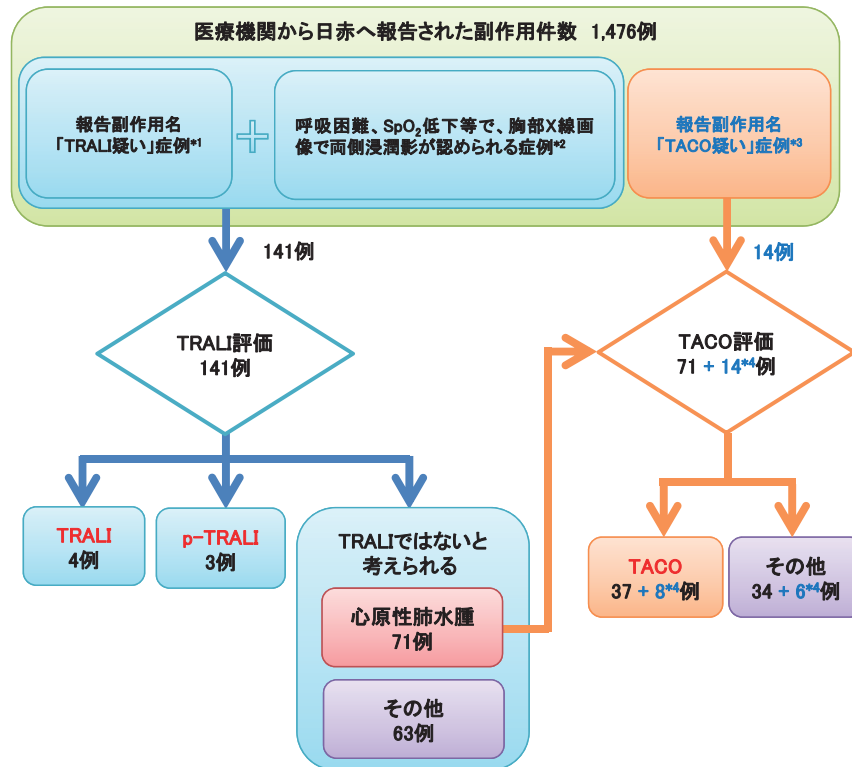 医療機関から日赤へ報告された副作用件数 1,476例
報告副作用名
「TRALI疑い」症例*1
＋
呼吸困難、SpO2低下等で、胸部X線画
像で両側浸潤影が認められる症例*2
報告副作用名
「TACO疑い」症例*3
141例
14例
TRALI評価
141例
TACO評価
71 + 14*4例
TRALI
4例
p-TRALI
3例
TRALIではないと
考えられる
心原性肺水腫
71例
その他
63例
TACO
37 + 8*4例
その他
34 + 6*4例